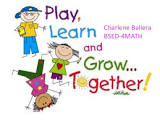 Play,
Learn
and
Grow...
Together!
Charlene Ballera
BSED-4MATH